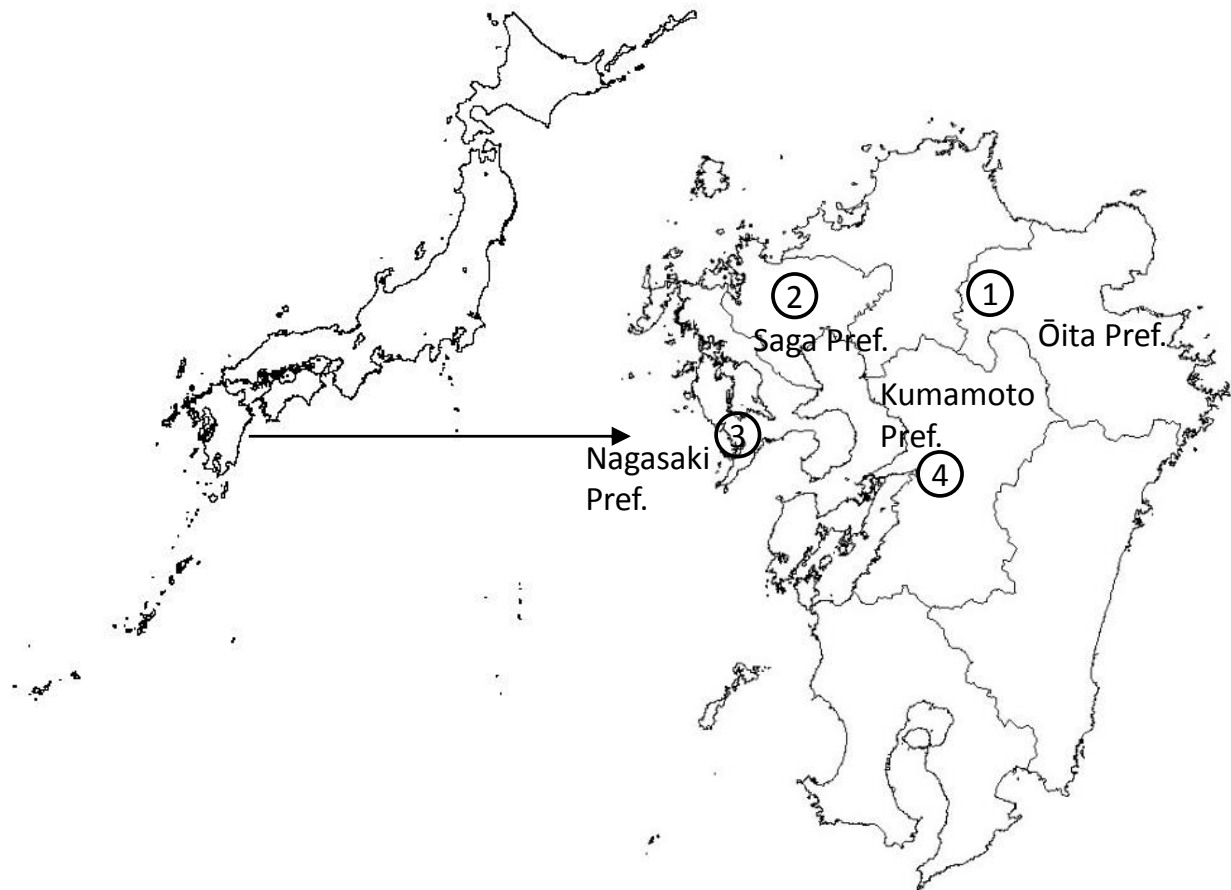 ②
①
Saga Pref.
Ōita Pref.
Kumamoto
Pref.
③
Nagasaki
Pref.
④